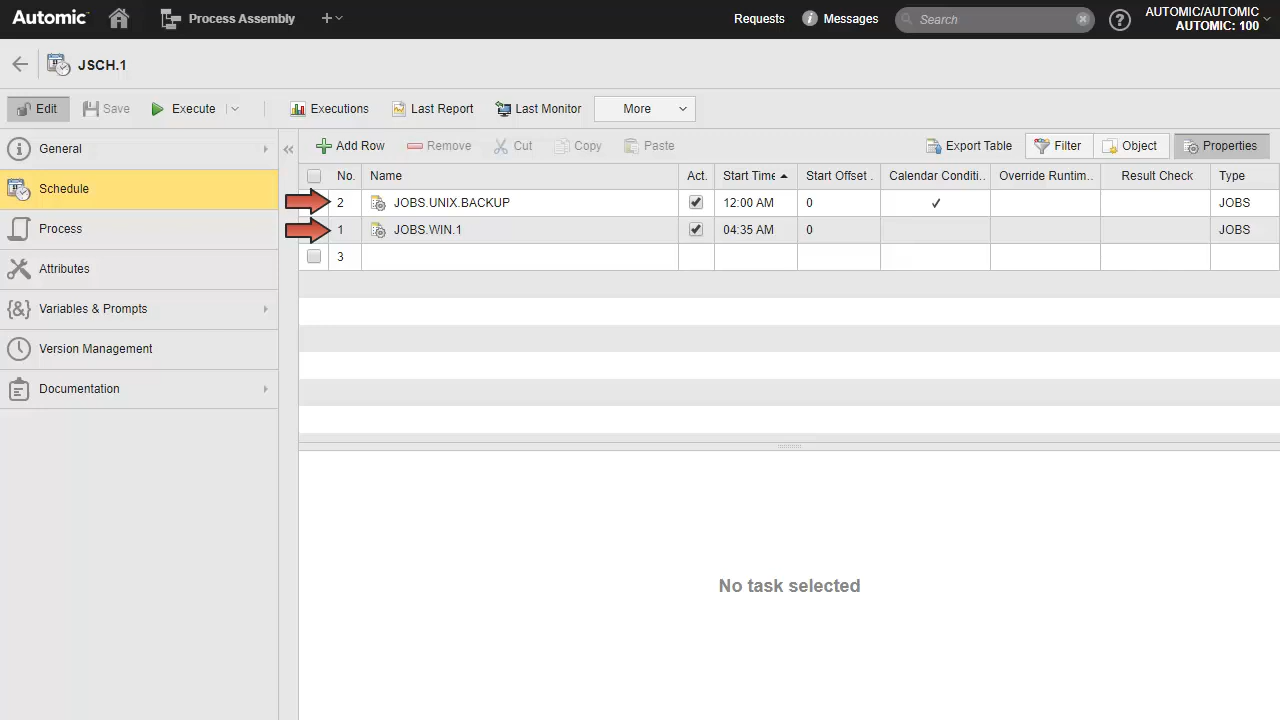 Automic™ Process Assembly + Requests Messages Search AUTOMIC/AUTOMIC
AUTOMIC: 100
JSCH.1
Edit Save Execute Executions Last Report Last Monitor More
General
Schedule
Process
Attributes
{&} Variables & Prompts
Version Management
Documentation
Add Row Remove Cut Copy Paste Export Table Filter Object Properties
No. Name Act. Start Time Start Offset . Calendar Conditi.. Override Runtim.. Result Check Type
2 JOBS.UNIX.BACKUP 12:00 AM 0 ✓ JOBS
1 JOBS.WIN.1 04:35 AM 0 JOBS
3
No task selected